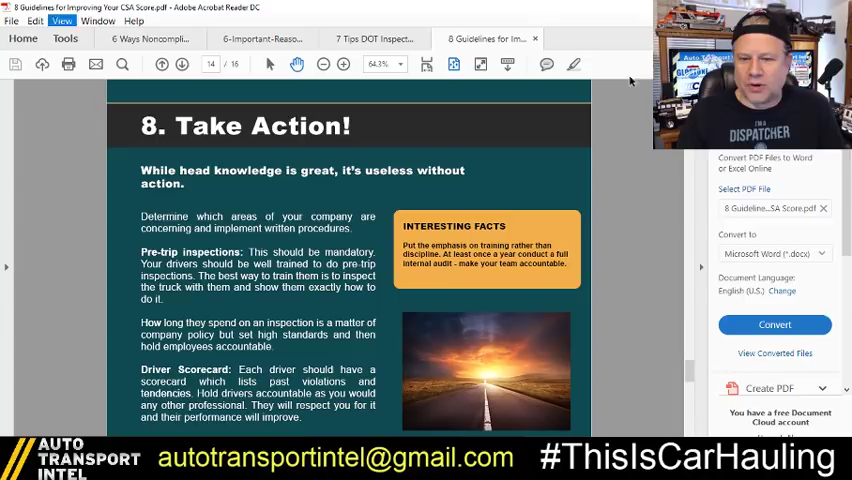 8 Guidelines for Improving Your CSA Score.pdf - Adobe Acrobat Reader DC
File Edit View Window Help
Home Tools 6 Ways Noncompli... 6-Important-Reaso... 7 Tips DOT Inspect... 8 Guidelines for Im... ×
14 / 16 64.3%
8. Take Action!
While head knowledge is great, it's useless without
action.
Determine which areas of your company are
concerning and implement written procedures.
Pre-trip inspections: This should be mandatory.
Your drivers should be well trained to do pre-trip
inspections. The best way to train them is to inspect
the truck with them and show them exactly how to
do it.
How long they spend on an inspection is a matter of
company policy but set high standards and then
hold employees accountable.
Driver Scorecard: Each driver should have a
scorecard which lists past violations and
tendencies. Hold drivers accountable as you would
any other professional. They will respect you for it
and their performance will improve.
INTERESTING FACTS
Put the emphasis on training rather than
discipline. At least once a year conduct a full
internal audit - make your team accountable.
I'M A
DISPATCHER
Convert PDF Files to Word
or Excel Online
Select PDF File
8 Guideline...SA Score.pdf ×
Convert to
Microsoft Word (*.docx)
Document Language:
English (U.S.) Change
Convert
View Converted Files
Create PDF
You have a free Document
Cloud account
AUTO
TRANSPORT
INTEL
autotransportintel@gmail.com
#ThisIsCarHauling